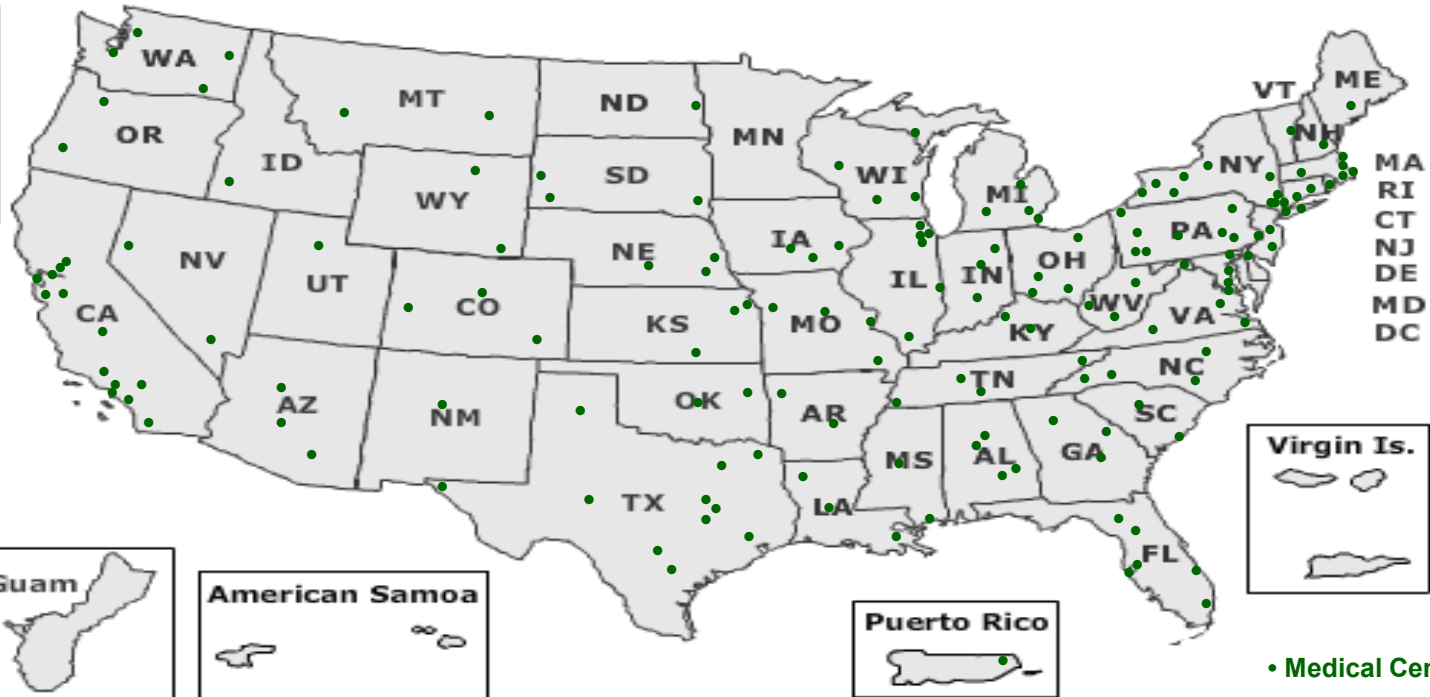 WA
MT
ND
MN
OR
ID
SD
WI
MI
VT
ME
NH
NY
MA
WY
RI
CT
NV
UT
NE
IA
IL
IN
OH
PA
NJ
DE
CA
CO
KS
MO
KY
WV
VA
MD
DC
AZ
NM
OK
AR
TN
NC
SC
TX
LA
MS
AL
GA
FL
Virgin Is.
American Samoa
Puerto Rico
• Medical